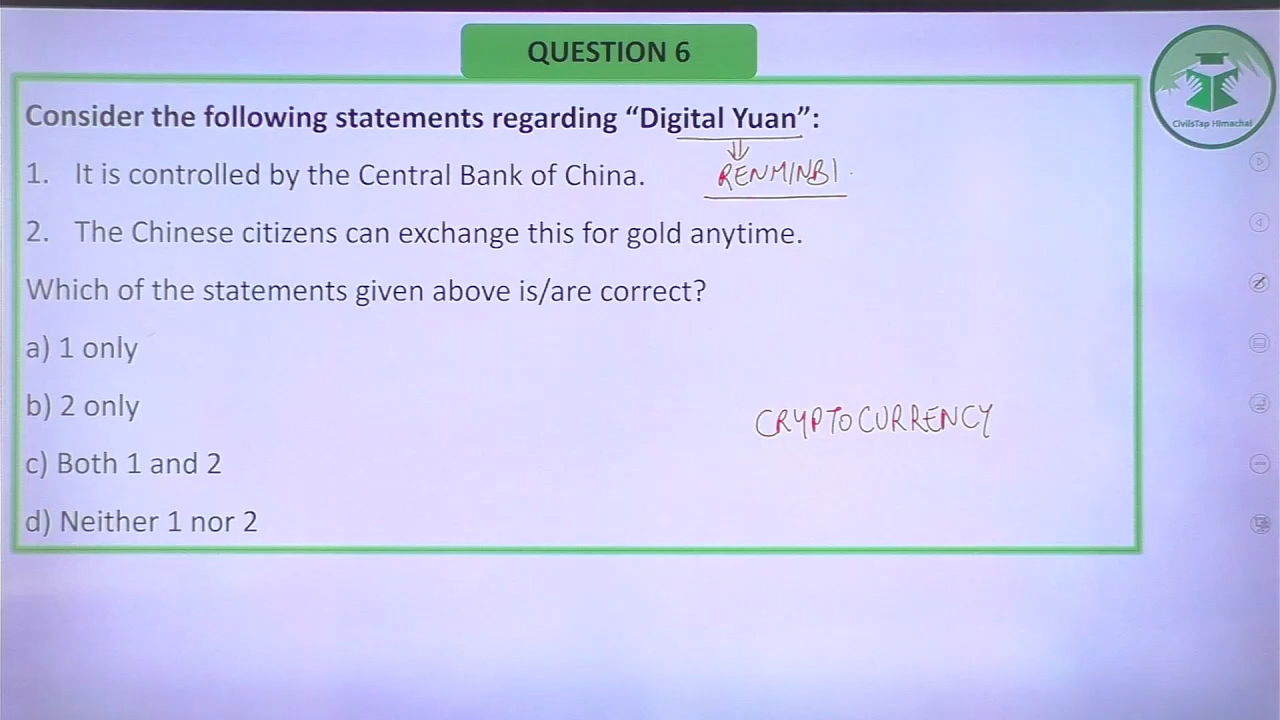 QUESTION 6
CivilsTap Himachal
Consider the following statements regarding “Digital Yuan”:
1. It is controlled by the Central Bank of China.
RENMINBI
2. The Chinese citizens can exchange this for gold anytime.
Which of the statements given above is/are correct?
a) 1 only
b) 2 only
CRYPTOCURRENCY
c) Both 1 and 2
d) Neither 1 nor 2